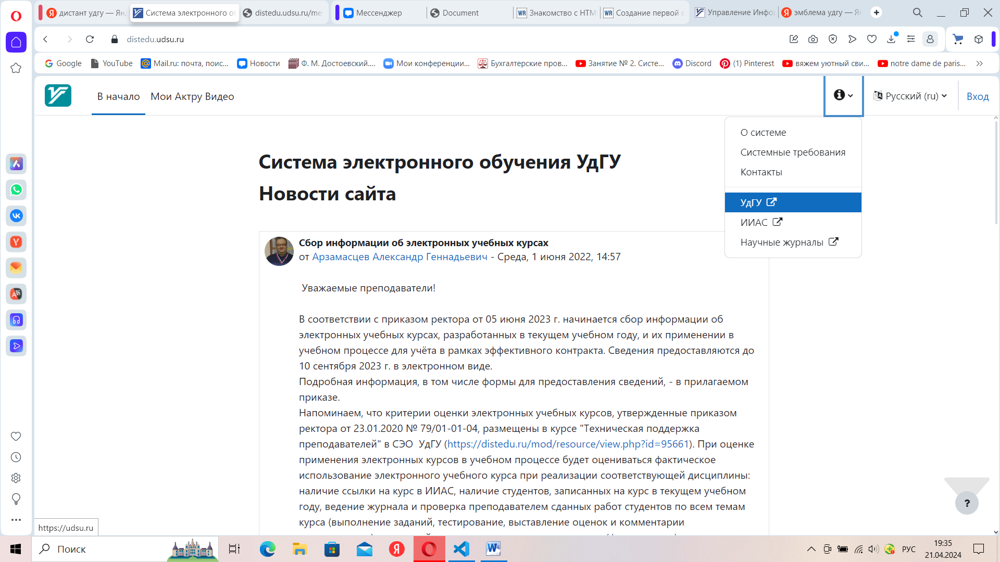 дистант удгу — Ян
Система электронного об
distedu.udsu.ru/me
Мессенджер
Document
Знакомство с HTM
Создание первой в
Управление Инфо
эмблема удгу — Ян
distedu.udsu.ru
Google
YouTube
Mail.ru: почта, поис...
Новости
Ф. М. Достоевский....
Мои конференции...
Бухгалтерские пров...
Занятие № 2. Систе...
Discord
(1) Pinterest
вяжем уютный сви...
notre dame de paris...
В начало
Мои Актру Видео
Русский (ru)
Вход
О системе
Системные требования
Контакты
УдГУ
ИИАС
Научные журналы
Система электронного обучения УдГУ
Новости сайта
Сбор информации об электронных учебных курсах
от Арзамасцев Александр Геннадьевич - Среда, 1 июня 2022, 14:57
Уважаемые преподаватели!
В соответствии с приказом ректора от 05 июня 2023 г. начинается сбор информации об
электронных учебных курсах, разработанных в текущем учебном году, и их применении в
учебном процессе для учёта в рамках эффективного контракта. Сведения предоставляются до
10 сентября 2023 г. в электронном виде.
Подробная информация, в том числе формы для предоставления сведений, - в прилагаемом
приказе.
Напоминаем, что критерии оценки электронных учебных курсов, утвержденные приказом
ректора от 23.01.2020 № 79/01-01-04, размещены в курсе "Техническая поддержка
преподавателей" в СЭО УдГУ (https://distedu.ru/mod/resource/view.php?id=95661). При оценке
применения электронных курсов в учебном процессе будет оцениваться фактическое
использование электронного учебного курса при реализации соответствующей дисциплины:
наличие ссылки на курс в ИИАС, наличие студентов, записанных на курс в текущем учебном
году, ведение журнала и проверка преподавателем сданных работ студентов по всем темам
курса (выполнение заданий, тестирование, выставление оценок и комментарии
?
https://udsu.ru
Поиск
РУС
19:35
21.04.2024